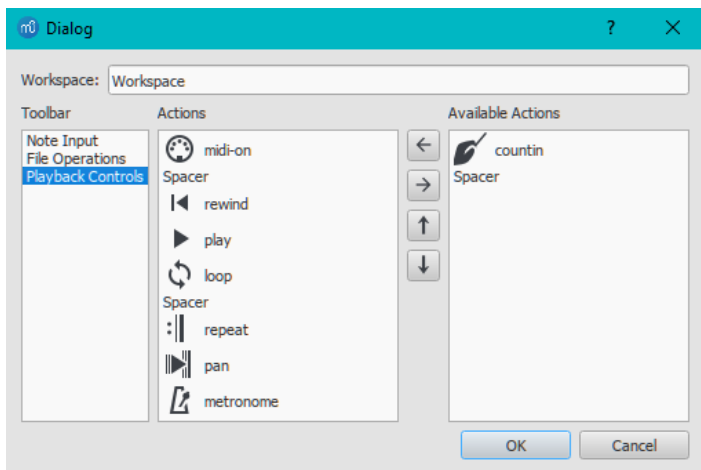 Dialog
Workspace: Workspace
Toolbar
Note Input
File Operations
Playback Controls
Actions
midi-on
Spacer
rewind
play
loop
Spacer
repeat
pan
metronome
Available Actions
countin
Spacer
OK
Cancel